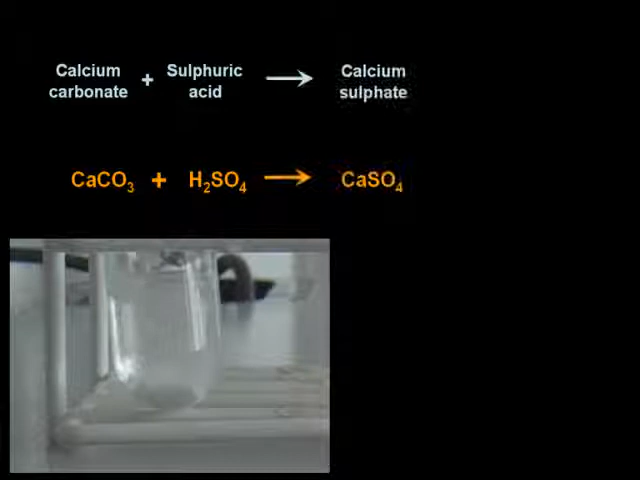 Calcium carbonate + Sulphuric acid → Calcium sulphate
CaCO₃ + H₂SO₄ → CaSO₄